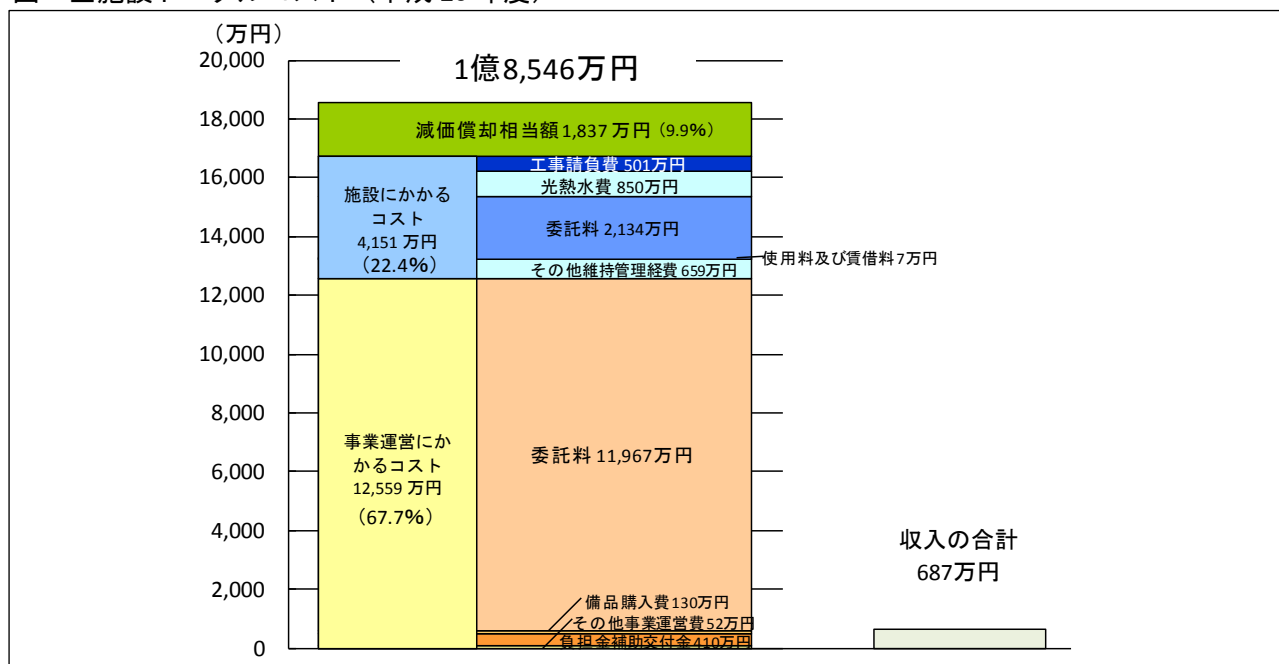 （万円）
20,000
18,000
16,000
14,000
12,000
10,000
8,000
6,000
4,000
2,000
0
1億8,546万円
減価償却相当額1,837 万円（9.9%）
施設にかかる
コスト
4,151 万円
（22.4%）
工事請負費 501万円
光熱水費 850万円
委託料 2,134万円
使用料及び賃借料7万円
その他維持管理経費 659万円
事業運営にか
かるコスト
12,559 万円
（67.7%）
委託料 11,967万円
備品購入費130万円
その他事業運営費52万円
負担金補助交付金410万円
収入の合計
687万円